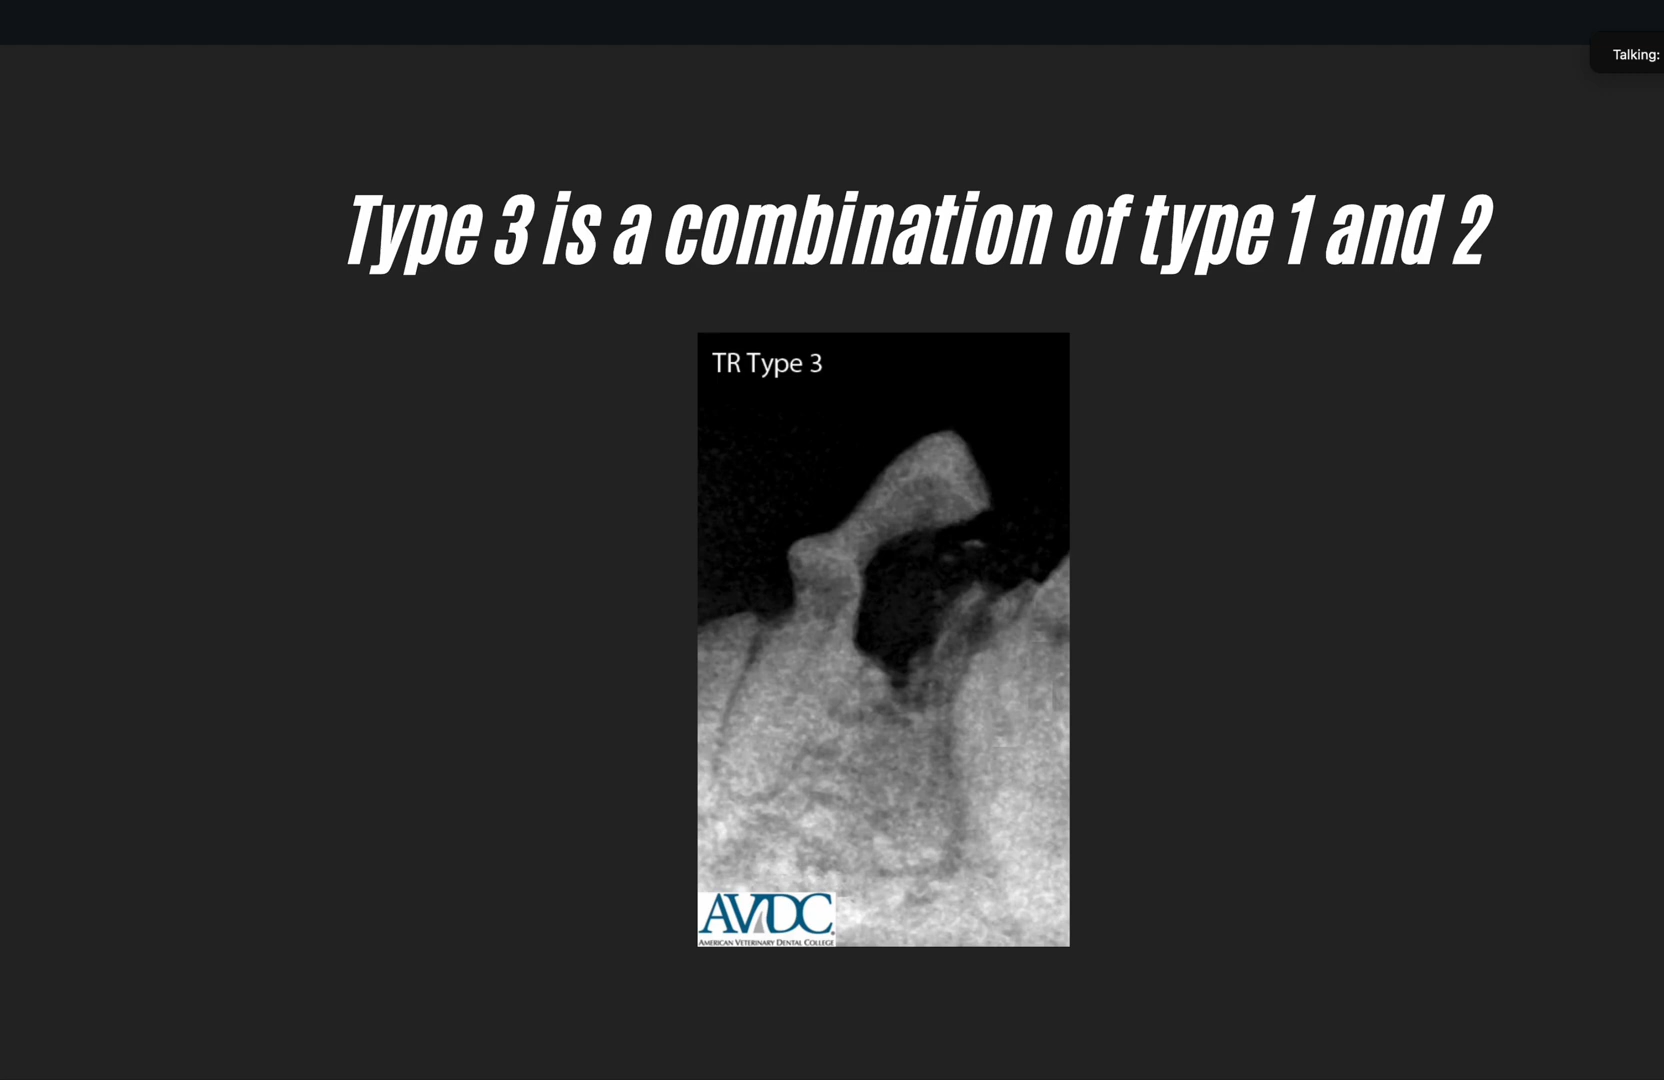 Talking:
Type 3 is a combination of type 1 and 2
TR Type 3
AVDC
AMERICAN VETERINARY DENTAL COLLEGE